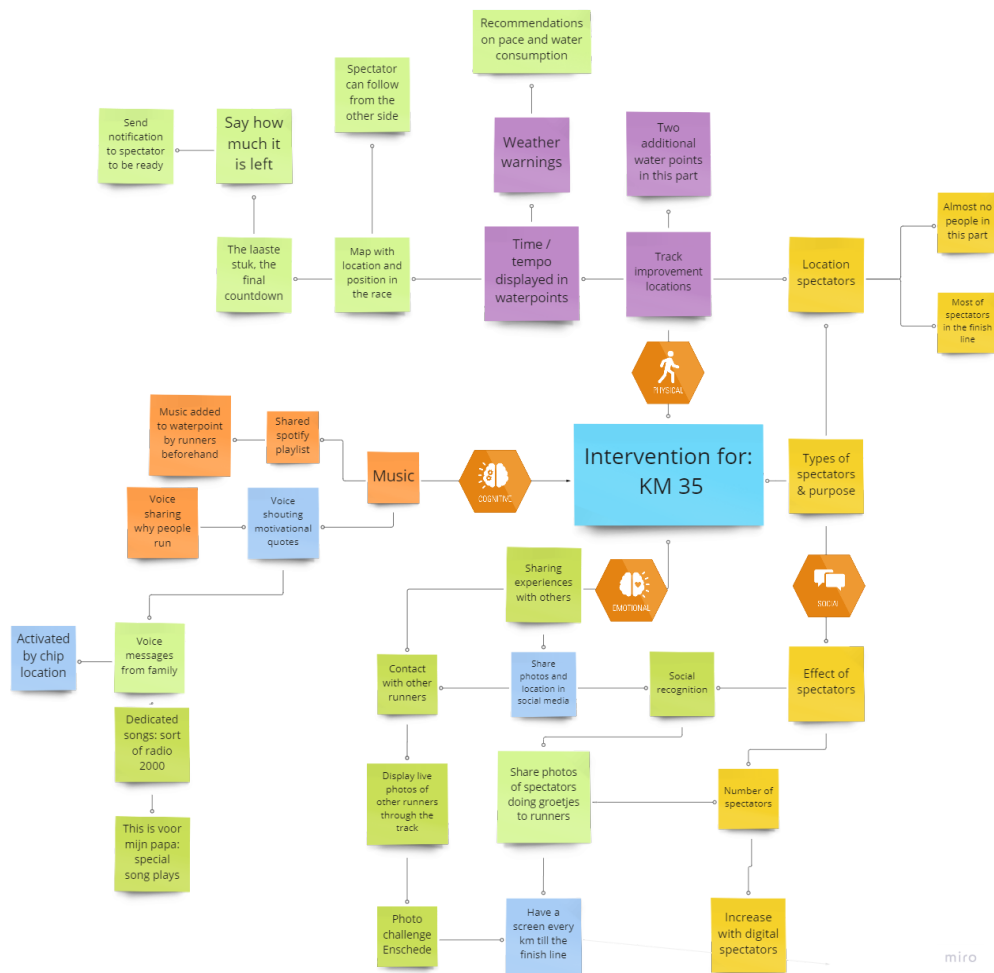 Recommendations
on pace and water
consumption
Spectator
can follow
from the
other side
Send
notification
to spectator
to be ready
Say how
much it
is left
Weather
warnings
Two
additional
water points
in this part
Almost no
people in
this part
The laaste
stuk, the
final
countdown
Map with
location and
position in
the race
Time /
tempo
displayed in
waterpoints
Track
improvement
locations
Location
spectators
Most of
spectators
in the finish
line
PHYSICAL
Music added
to waterpoint
by runners
beforehand
Shared
spotify
playlist
Music
COGNITIVE
Intervention for:
KM 35
Types of
spectators
& purpose
Voice
sharing
why people
run
Voice
shouting
motivational
quotes
Sharing
experiences
with others
EMOTIONAL
SOCIAL
Activated
by chip
location
Voice
messages
from family
Contact
with other
runners
Share
photos and
location in
social media
Social
recognition
Effect of
spectators
Dedicated
songs: sort
of radio
2000
Display live
photos of
other runners
through the
track
Share photos
of spectators
doing groetjes
to runners
Number of
spectators
This is voor
mijn papa:
special
song plays
Photo
challenge
Enschede
Have a
screen every
km till the
finish line
Increase
with digital
spectators
miro